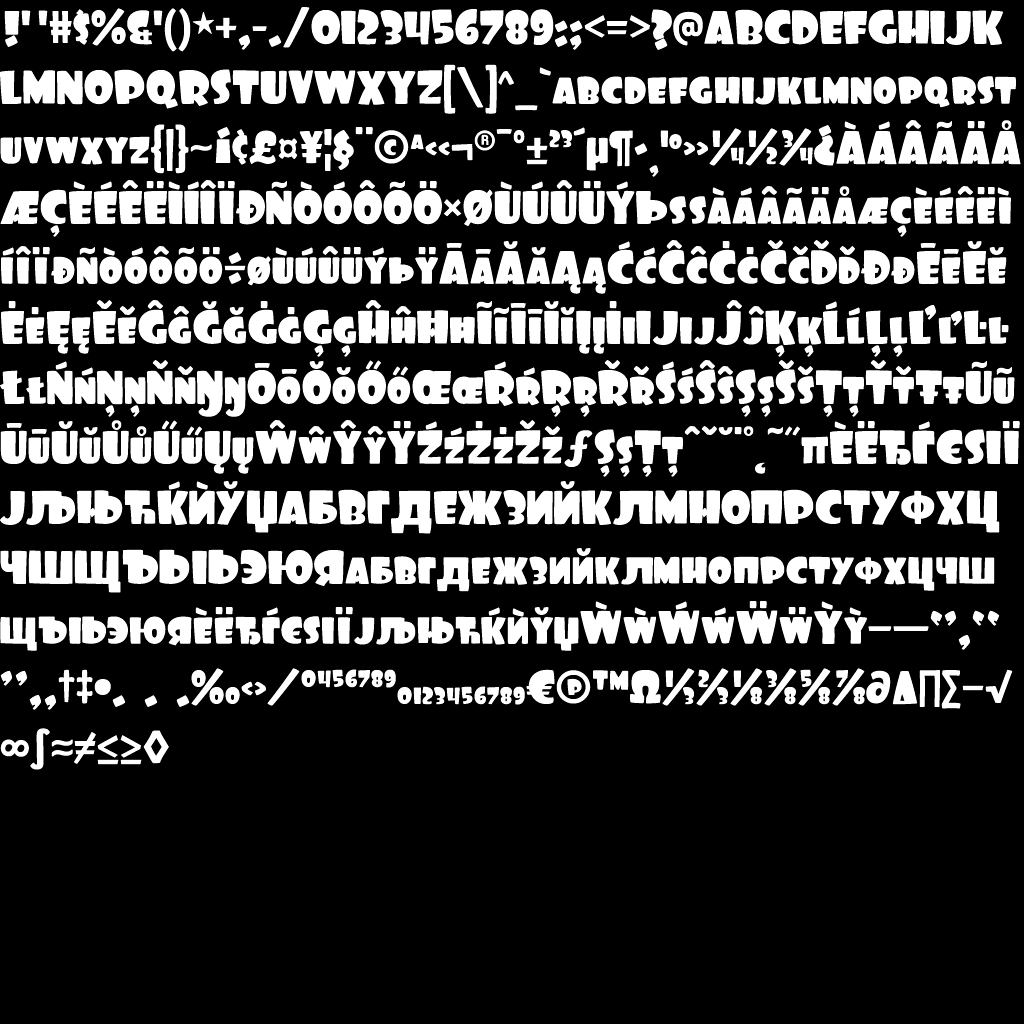 !"'#$%&'()*+,-./0123456789:;<=>?@ABCDEFGHIJK
LMNOPQRSTUVWXYZ[\]^_`abcdefghijklmnopqrst
uvwxyz{|}~¡¢£¤¥¦§¨©ª«¬®¯°±²³´µ¶·¸¹º»¼½¾¿ÀÁÂÃÄÅ
ÆÇÈÉÊËÌÍÎÏÐÑÒÓÔÕÖ×ØÙÚÛÜÝÞßàáâãäåæçèéêëì
íîïðñòóôõö÷øùúûüýþŸĀāĂăĄąĆćĈĉĊċČčĎďĐđĒēĔĕ
ĖėĘęĚěĜĝĞğĠġĢģĤĥĦħĨĩĪīĬĭĮįİıĲĳĴĵĶķĹĺĻļĽľĿŀ
ŁłŃńŅņŇňŊŋŌōŎŏŐőŒœŔŕŖŗŘřŚśŜŝŞşŠšŢţŤťŦŧŨũ
ŪūŬŭŮůŰűŲųŴŵŶŷŸŹźŻżŽžƒȘșȚțˆˇ˘˙˚˛˜˝πЀЁЂЃЄЅІЇ
ЈЉЊЋЌЍЎЏАБВГДЕЖЗИЙКЛМНОПРСТУФХЦ
ЧШЩЪЫЬЭЮЯабвгдежзийклмнопрстуфхцчш
щъыьэюяѐёђѓєѕіїјљњћќѝўџẀẁẂẃẄẅỲỳ–—‘’‚‛
“”„†‡•․‥…‰‹›⁄⁰⁴⁵⁶⁷⁸⁹₀₁₂₃₄₅₆₇₈₉€℗™Ω⅓⅔⅛⅜⅝⅞∂∆∏∑−√
∞∫≈≠≤≥◊